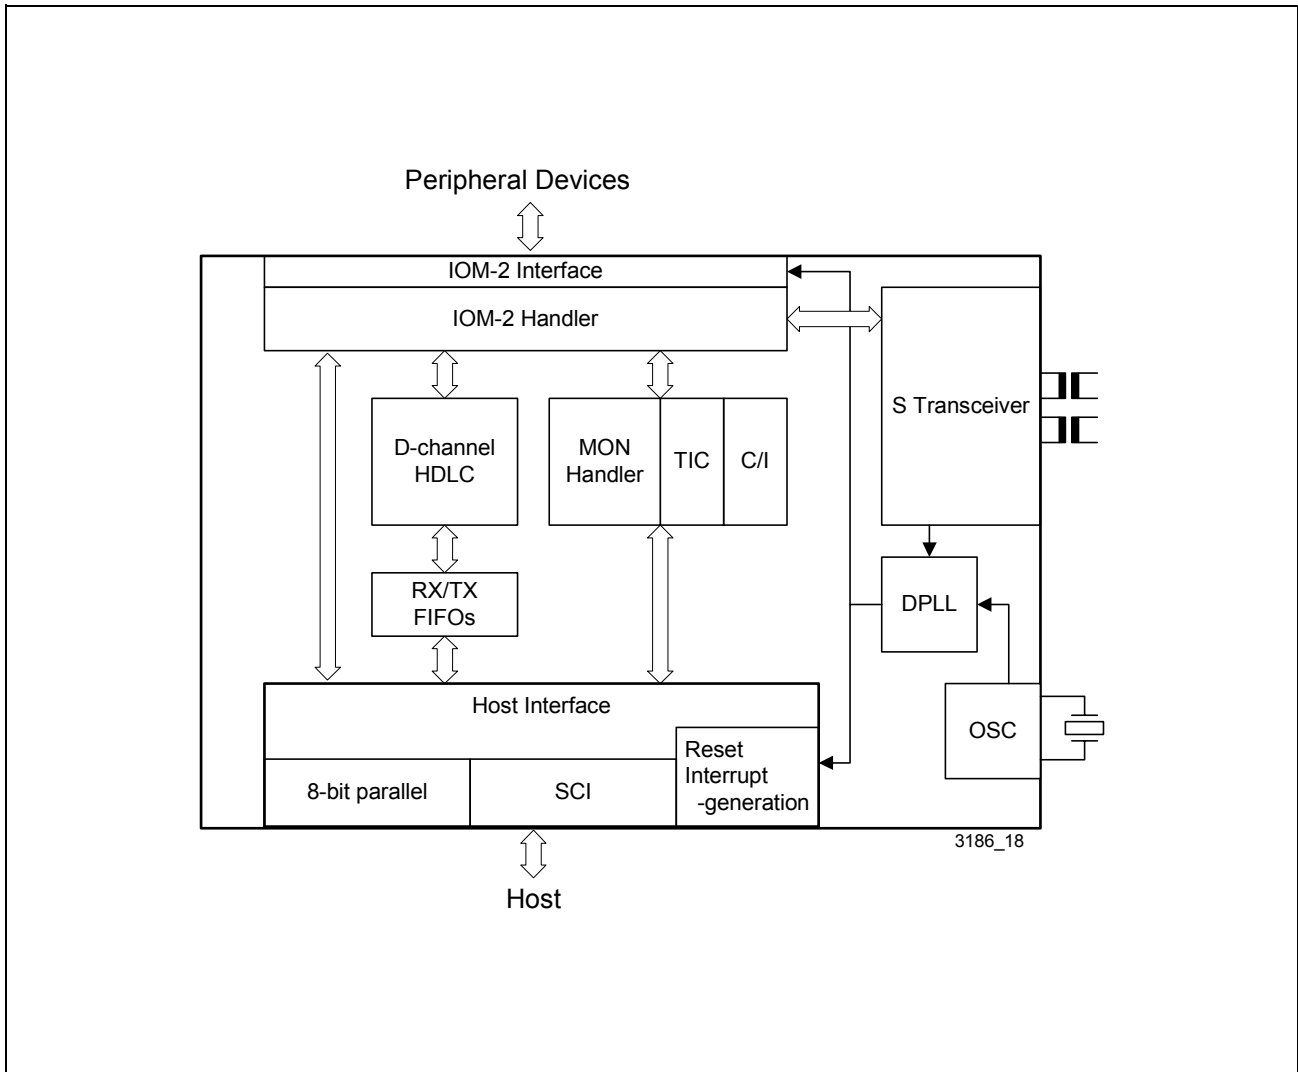 Peripheral Devices
IOM-2 Interface
IOM-2 Handler
S Transceiver
D-channel
HDLC
MON
Handler
TIC
C/I
RX/TX
FIFOs
DPLL
Host Interface
OSC
Reset
Interrupt
-generation
8-bit parallel
SCI
3186_18
Host